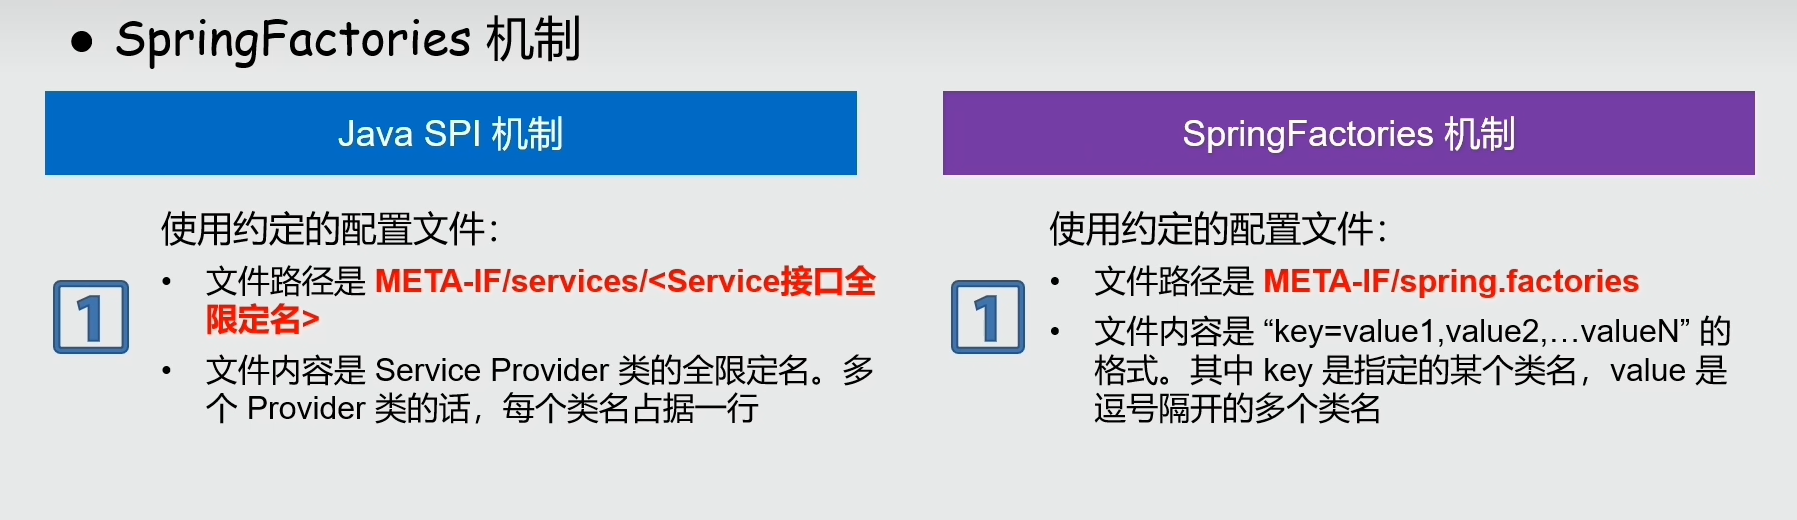 ● SpringFactories 机制
Java SPI 机制
使用约定的配置文件：
1
• 文件路径是 META-IF/services/<Service接口全
限定名>
• 文件内容是 Service Provider 类的全限定名。多
个 Provider 类的话，每个类名占据一行
SpringFactories 机制
使用约定的配置文件：
1
• 文件路径是 META-IF/spring.factories
• 文件内容是 “key=value1,value2,…valueN” 的
格式。其中 key 是指定的某个类名，value 是
逗号隔开的多个类名